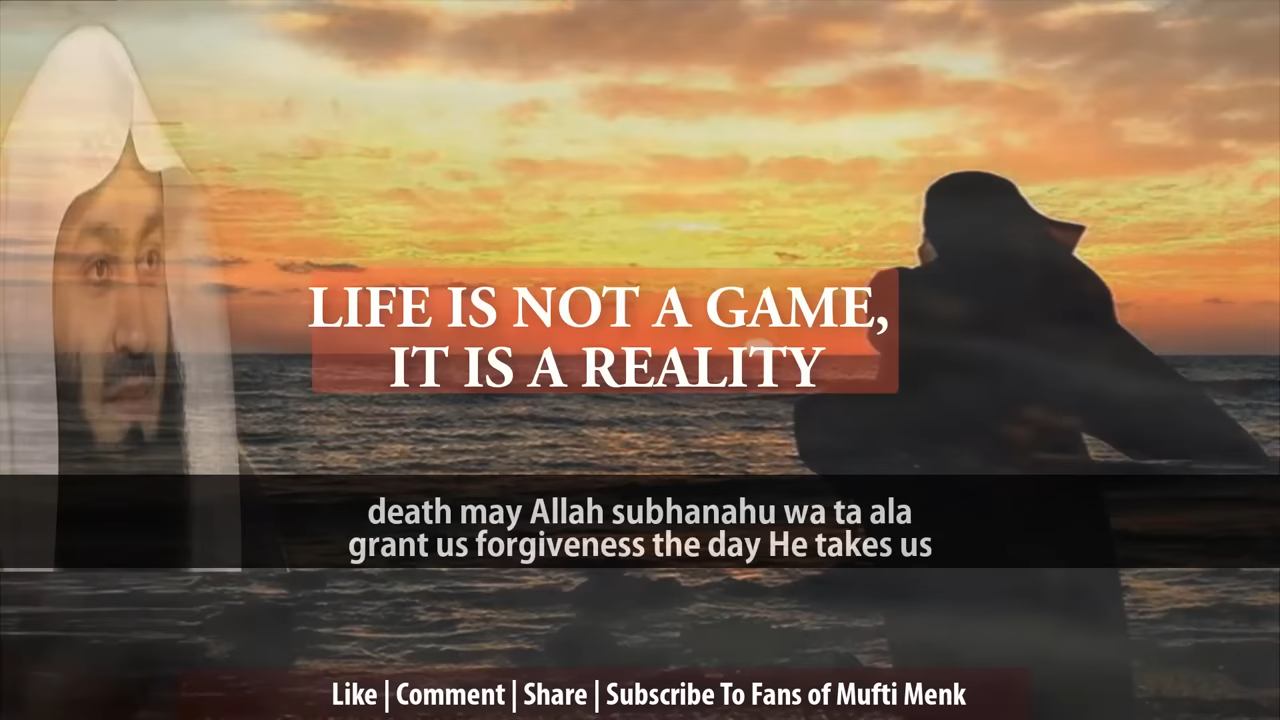 LIFE IS NOT A GAME,
IT IS A REALITY
death may Allah subhanahu wa ta ala
grant us forgiveness the day He takes us
Like | Comment | Share | Subscribe To Fans of Mufti Menk